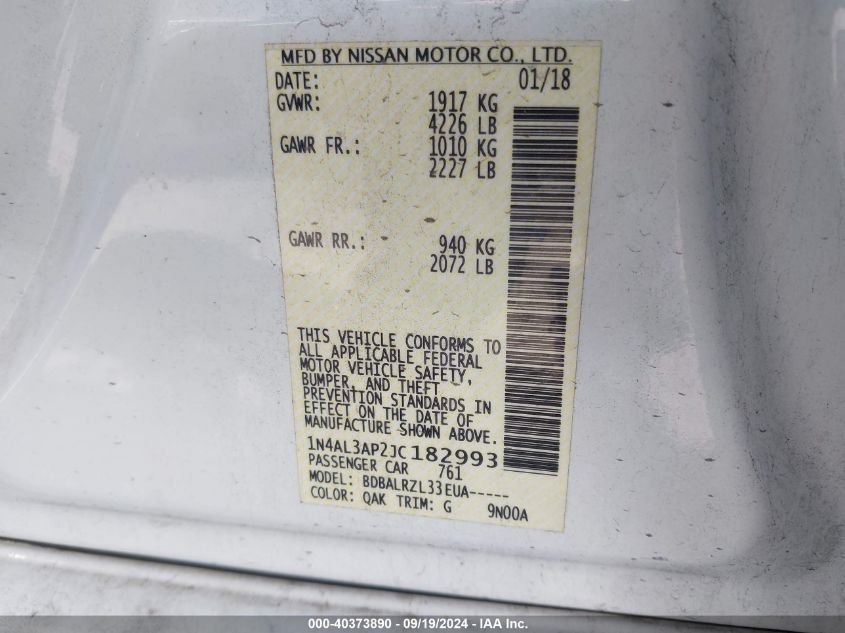 MFD BY NISSAN MOTOR CO., LTD.
DATE: 01/18
GVWR: 1917 KG
4226 LB
GAWR FR.: 1010 KG
2227 LB
GAWR RR.: 940 KG
2072 LB
THIS VEHICLE CONFORMS TO
ALL APPLICABLE FEDERAL
MOTOR VEHICLE SAFETY,
BUMPER, AND THEFT
PREVENTION STANDARDS IN
EFFECT ON THE DATE OF
MANUFACTURE SHOWN ABOVE.
1N4AL3AP2JC182993
PASSENGER CAR 761
MODEL: BDBALRZL33EUA-----
COLOR: QAK TRIM: G 9N00A
000-40373890 - 09/19/2024 - IAA Inc.